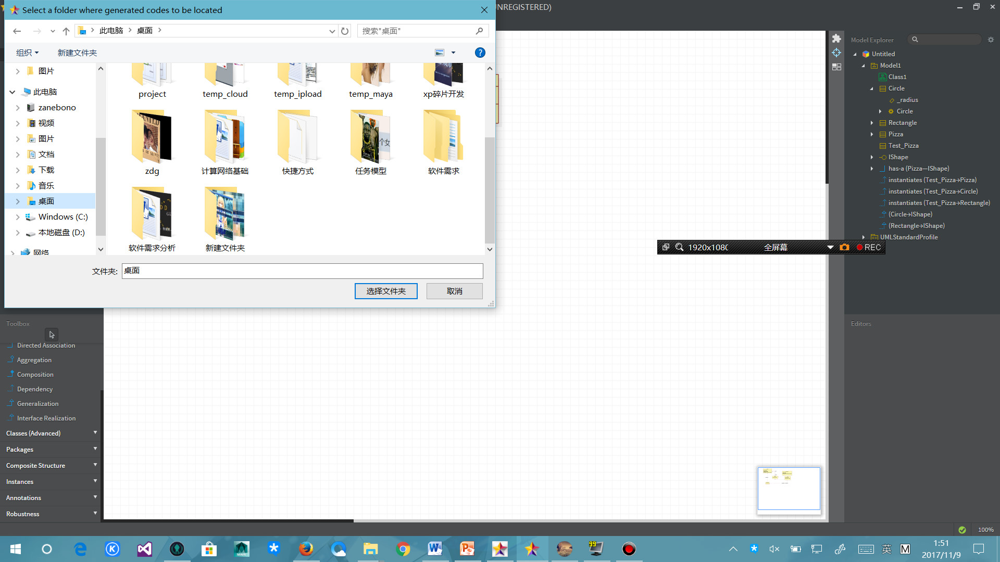 Select a folder where generated codes to be located
NREGISTERED)
此电脑
桌面
搜索"桌面"
组织
新建文件夹
图片
此电脑
zanebono
视频
图片
文档
下载
音乐
桌面
Windows (C:)
本地磁盘 (D:)
网络
project
temp_cloud
temp_ipload
temp_maya
xp碎片开发
zdg
计算网络基础
快捷方式
任务模型
软件需求
软件需求分析
新建文件夹
文件夹:
桌面
选择文件夹
取消
Model Explorer
Untitled
Model1
Class1
Circle
_radius
Circle
Rectangle
Pizza
Test_Pizza
IShape
has-a (Pizza—IShape)
instantiates (Test_Pizza→Pizza)
instantiates (Test_Pizza→Circle)
instantiates (Test_Pizza→Rectangle)
(Circle→IShape)
(Rectangle→IShape)
UMLStandardProfile
1920x1080
全屏幕
REC
Toolbox
Directed Association
Aggregation
Composition
Dependency
Generalization
Interface Realization
Classes (Advanced)
Packages
Composite Structure
Instances
Annotations
Robustness
Editors
100%
英
M
1:51
2017/11/9